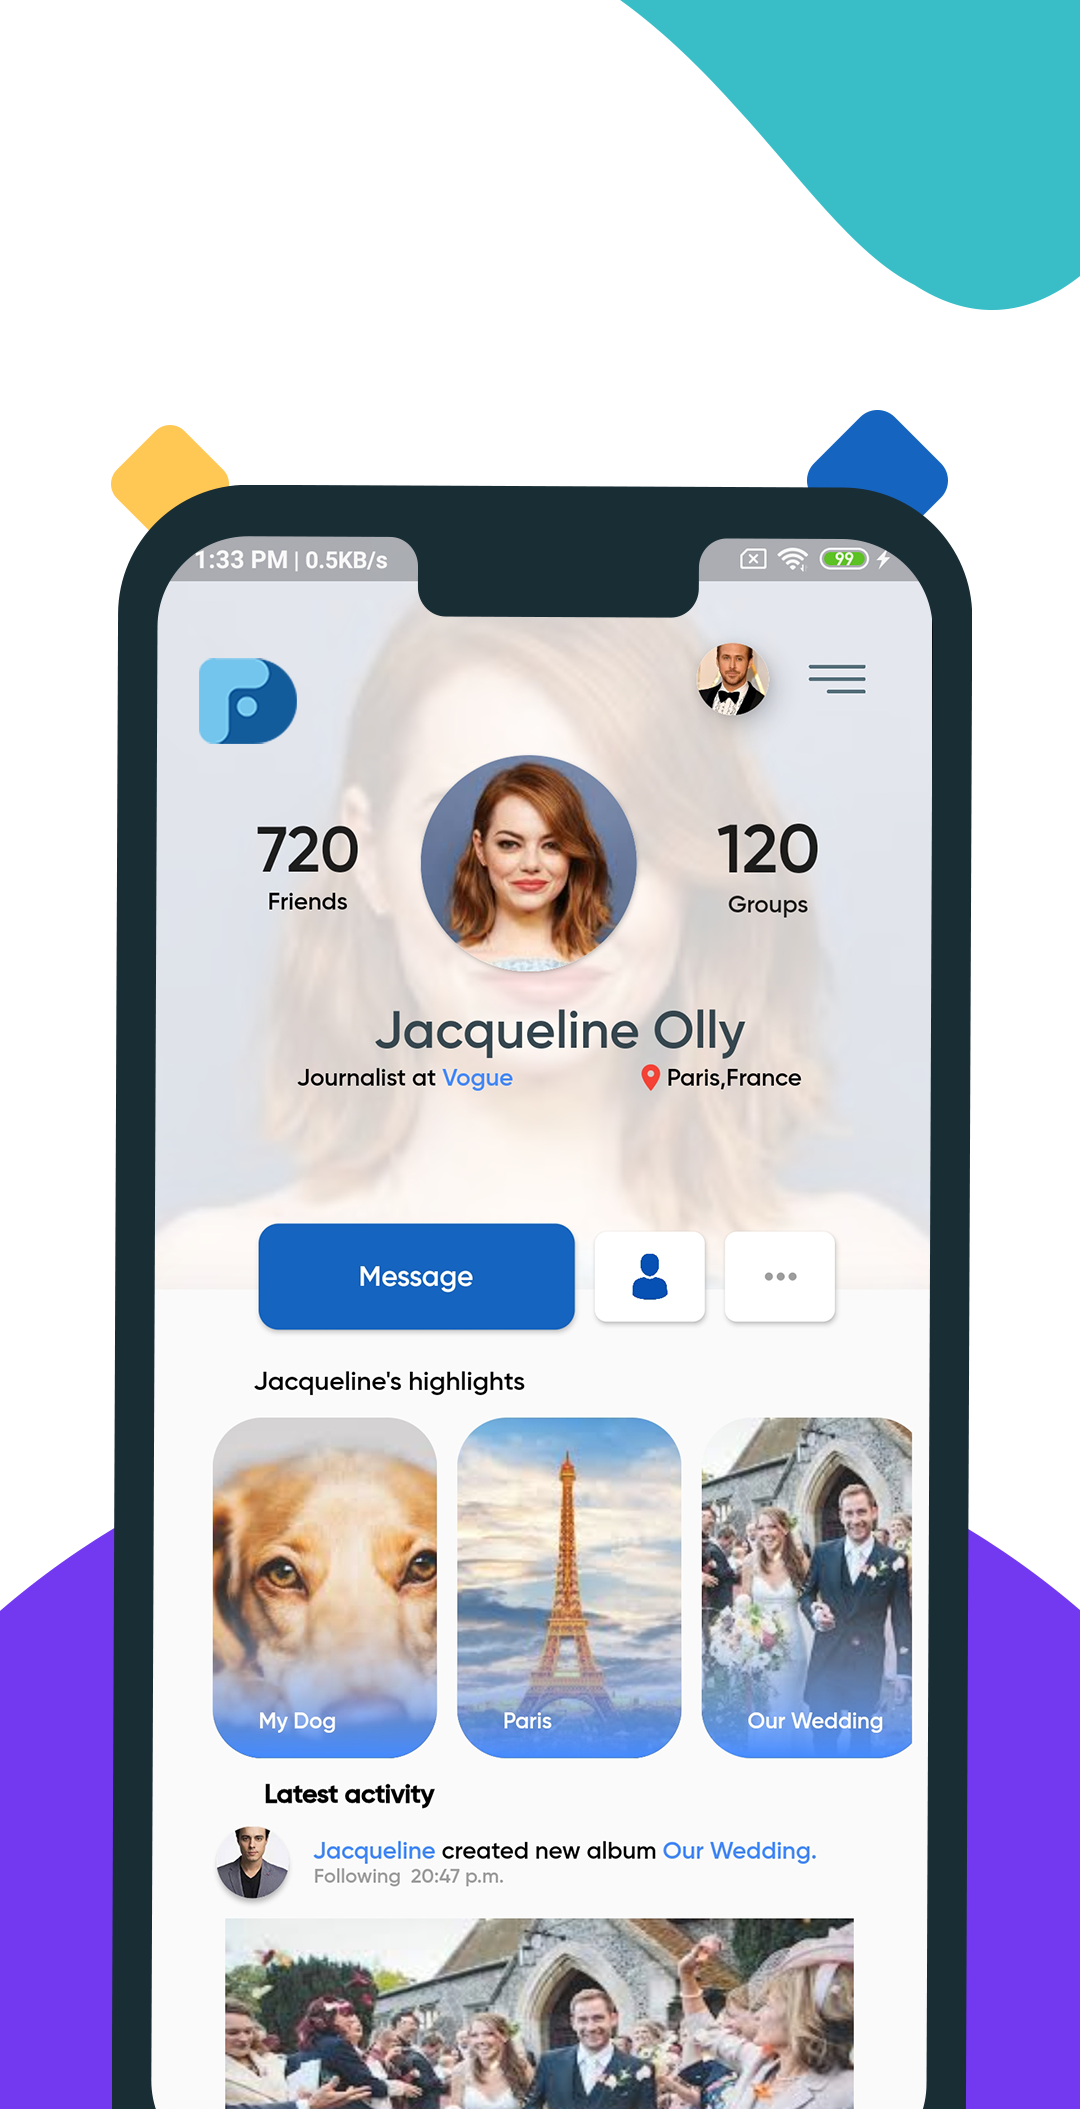 1:33 PM | 0.5KB/s
99
720
Friends
120
Groups
Jacqueline Olly
Journalist at Vogue
Paris,France
Message
Jacqueline's highlights
My Dog
Paris
Our Wedding
Latest activity
Jacqueline created new album Our Wedding.
Following 20:47 p.m.